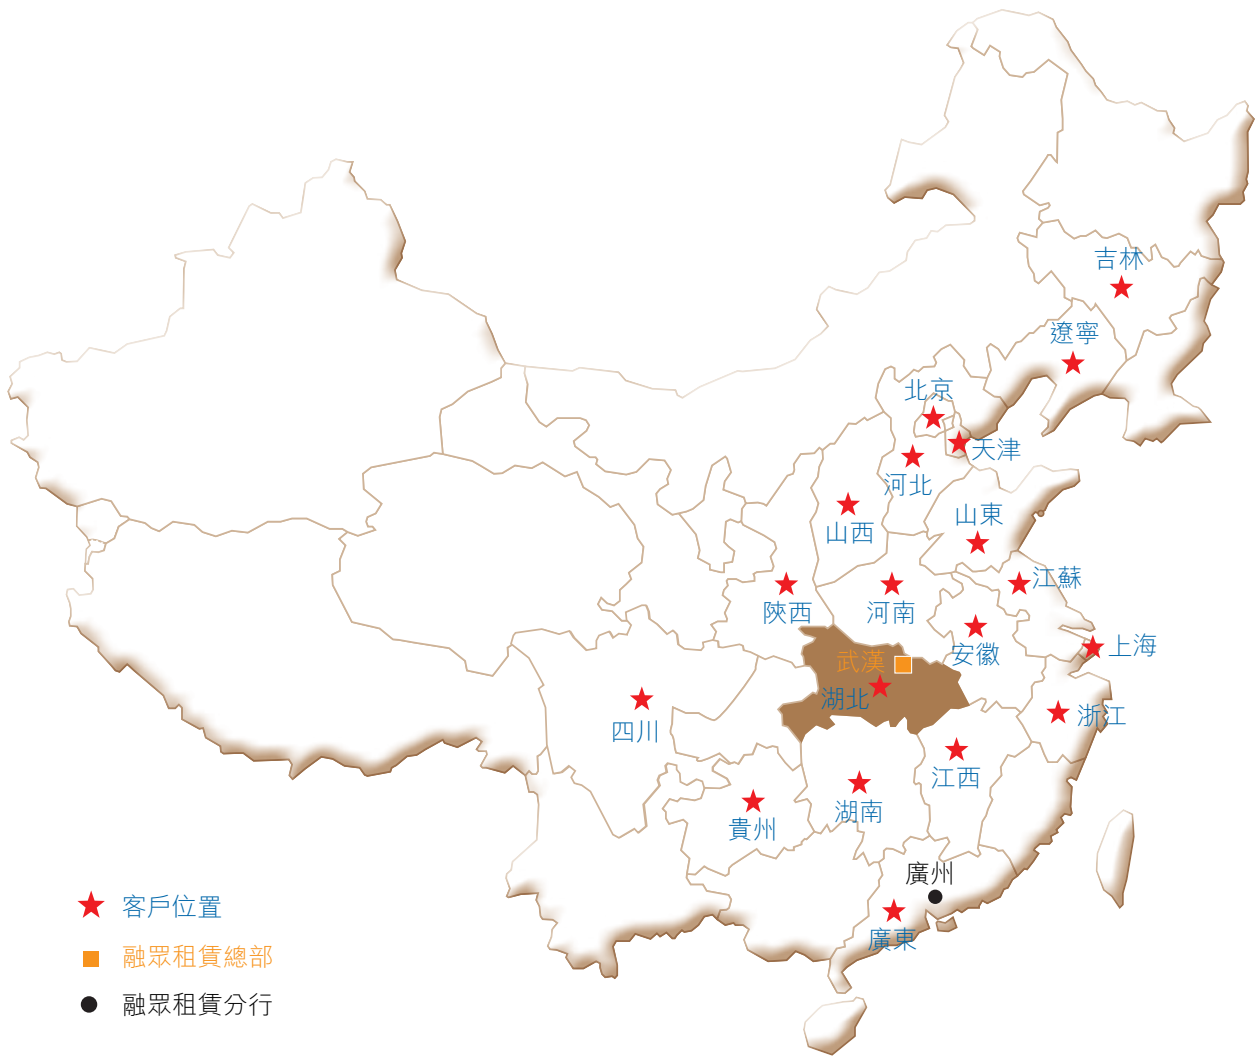 吉林
遼寧
北京
天津
河北
山西
山東
江蘇
陝西
河南
安徽
上海
武漢
湖北
四川
浙江
江西
湖南
貴州
廣州
廣東
客戶位置
融眾租賃總部
融眾租賃分行